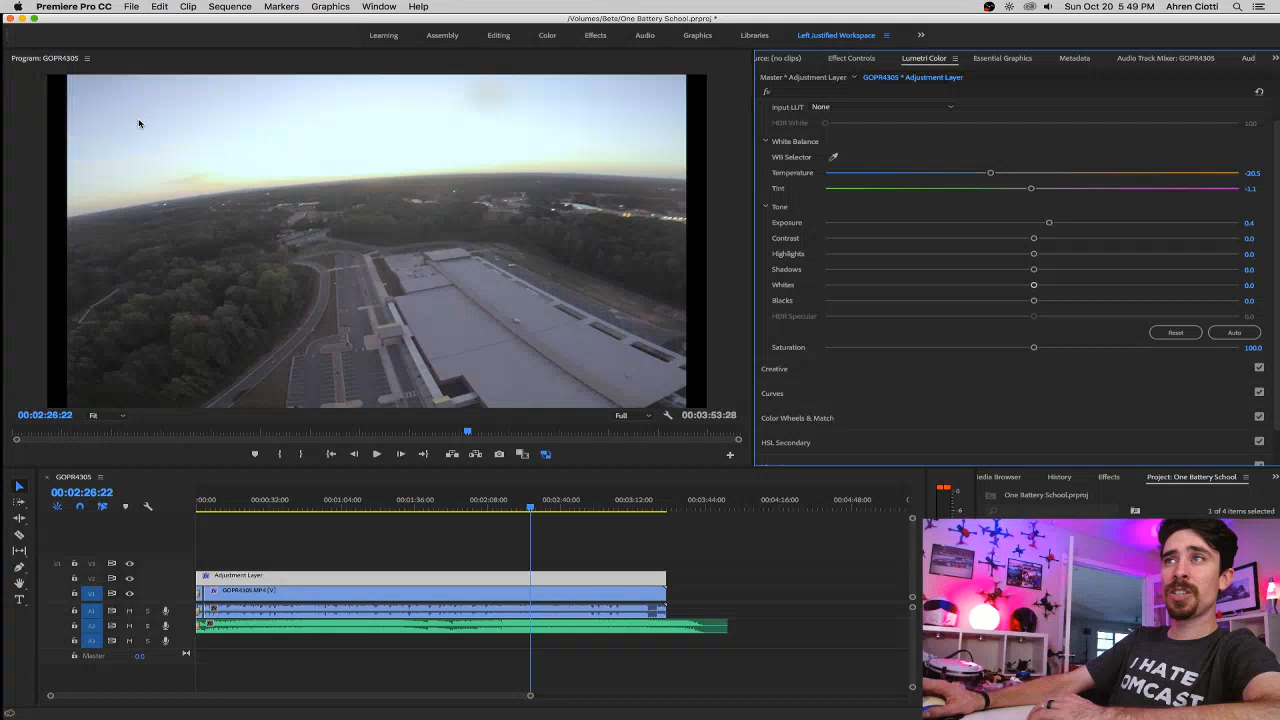 Premiere Pro CC File Edit Clip Sequence Markers Graphics Window Help Sun Oct 20 5:49 PM Ahren Ciotti
/Volumes/Beta/One Battery School.prproj *
Learning Assembly Editing Color Effects Audio Graphics Libraries Left Justified Workspace
Program: GOPR4305
urce: (no clips) Effect Controls Lumetri Color Essential Graphics Metadata Audio Track Mixer: GOPR4305 Aud
Master * Adjustment Layer GOPR4305 * Adjustment Layer
fx
Input LUT None
HDR White 100
White Balance
WB Selector
Temperature -20.5
Tint -1.1
Tone
Exposure 0.4
Contrast 0.0
Highlights 0.0
Shadows 0.0
Whites 0.0
Blacks 0.0
HDR Specular 0.0
Reset Auto
Saturation 100.0
Creative
Curves
Color Wheels & Match
HSL Secondary
00:02:26:22 Fit Full 00:03:53:28
GOPR4305
00:02:26:22
:00:00 00:00:32:00 00:01:04:00 00:01:36:00 00:02:08:00 00:02:40:00 00:03:12:00 00:03:44:00 00:04:16:00 00:04:48:00
V1 V3
V2
V1
A1 M S
A2 M S
A3 M S
Master 0.0
fx Adjustment Layer
fx GOPR4305.MP4 [V]
0
-6
edia Browser History Effects Project: One Battery School
One Battery School.prproj
1 of 4 items selected
I HATE
OMCAST